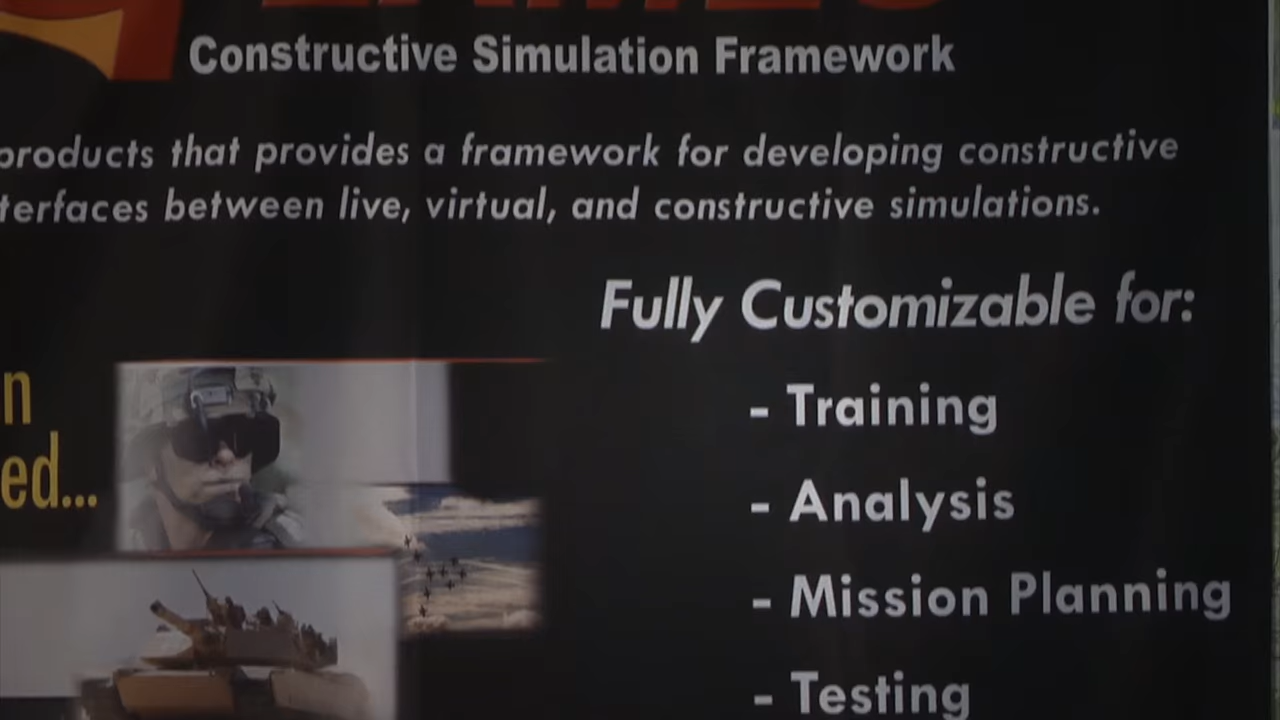 Constructive Simulation Framework
products that provides a framework for developing constructive
terfaces between live, virtual, and constructive simulations.
Fully Customizable for:
- Training
n
ed...
- Analysis
- Mission Planning
- Testing